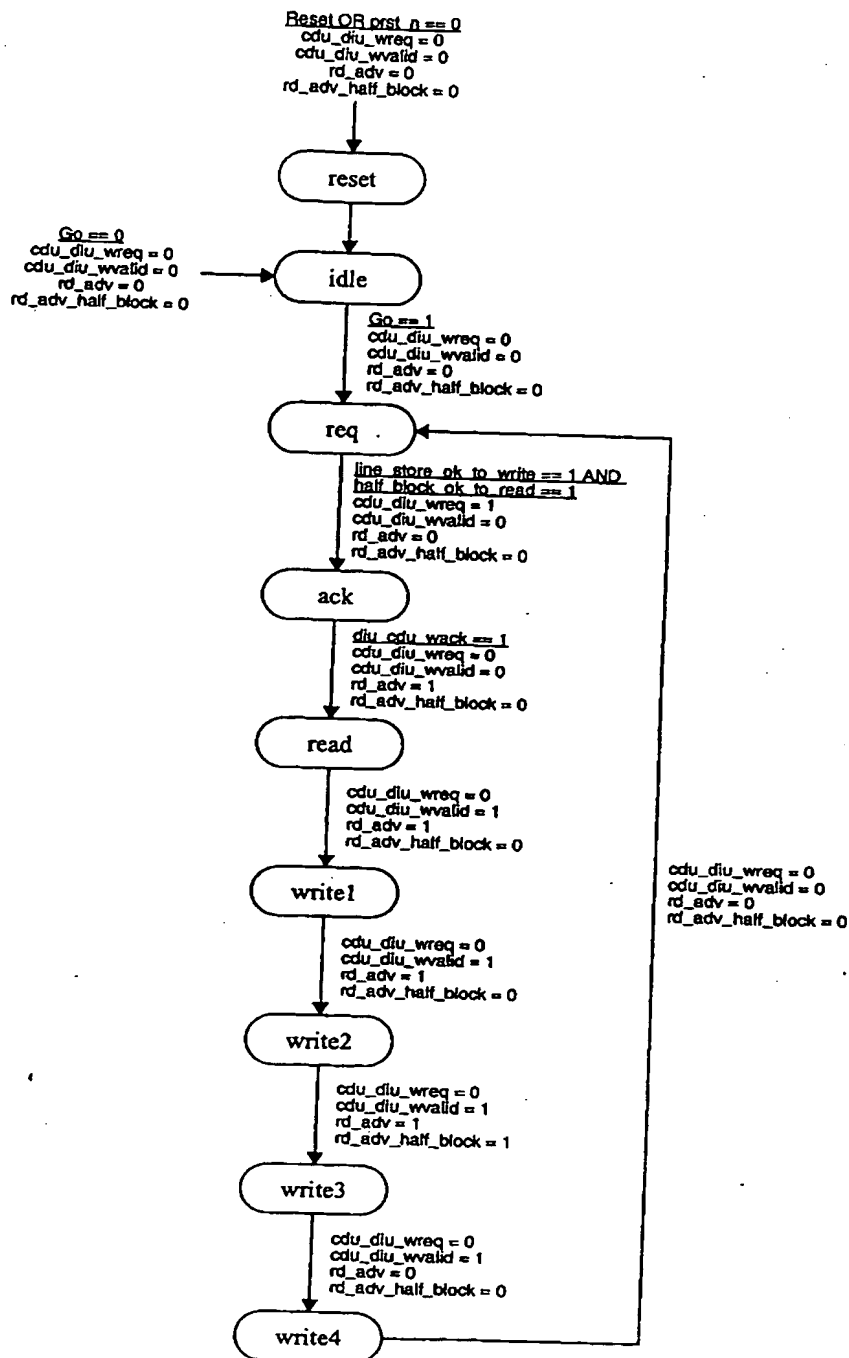 Reset OR prst_n == 0
cdu_diu_wreq = 0
cdu_diu_wvalid = 0
rd_adv = 0
rd_adv_half_block = 0
reset
Go == 0
cdu_diu_wreq = 0
cdu_diu_wvalid = 0
rd_adv = 0
rd_adv_half_block = 0
idle
Go == 1
cdu_diu_wreq = 0
cdu_diu_wvalid = 0
rd_adv = 0
rd_adv_half_block = 0
req
line_store_ok_to_write == 1 AND
half_block_ok_to_read == 1
cdu_diu_wreq = 1
cdu_diu_wvalid = 0
rd_adv = 0
rd_adv_half_block = 0
ack
diu_cdu_wack == 1
cdu_diu_wreq = 0
cdu_diu_wvalid = 0
rd_adv = 1
rd_adv_half_block = 0
read
cdu_diu_wreq = 0
cdu_diu_wvalid = 1
rd_adv = 1
rd_adv_half_block = 0
cdu_diu_wreq = 0
cdu_diu_wvalid = 0
rd_adv = 0
rd_adv_half_block = 0
write1
cdu_diu_wreq = 0
cdu_diu_wvalid = 1
rd_adv = 1
rd_adv_half_block = 0
write2
cdu_diu_wreq = 0
cdu_diu_wvalid = 1
rd_adv = 1
rd_adv_half_block = 1
write3
cdu_diu_wreq = 0
cdu_diu_wvalid = 1
rd_adv = 0
rd_adv_half_block = 0
write4